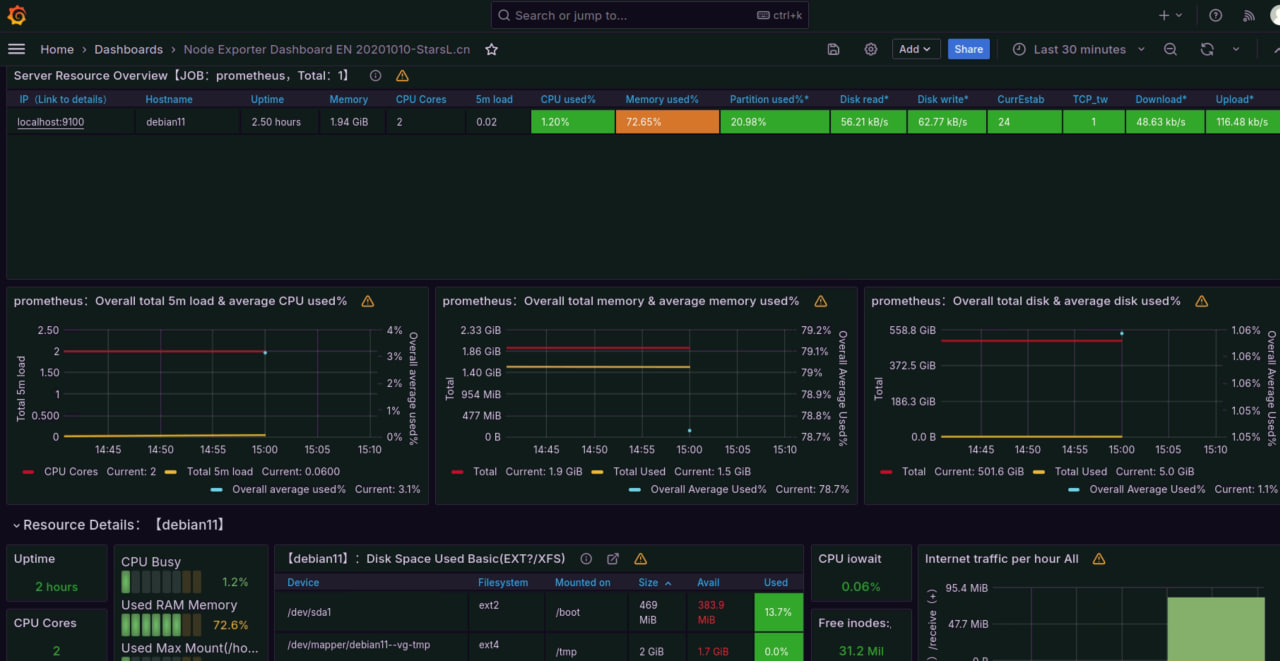 Search or jump to...
ctrl+k
Home › Dashboards › Node Exporter Dashboard EN 20201010-StarsL.cn
Add
Share
Last 30 minutes
Server Resource Overview【JOB：prometheus，Total：1】
IP（Link to details） Hostname Uptime Memory CPU Cores 5m load CPU used% Memory used% Partition used%* Disk read* Disk write* CurrEstab TCP_tw Download* Upload*
localhost:9100 debian11 2.50 hours 1.94 GiB 2 0.02 1.20% 72.65% 20.98% 56.21 kB/s 62.77 kB/s 24 1 48.63 kb/s 116.48 kb/s
prometheus：Overall total 5m load & average CPU used%
Total 5m load
2.50
2
1.50
1
0.500
0
4%
3%
2%
1%
0%
Overall average used%
14:45 14:50 14:55 15:00 15:05 15:10
CPU Cores Current: 2 Total 5m load Current: 0.0600
Overall average used% Current: 3.1%
prometheus：Overall total memory & average memory used%
Total
2.33 GiB
1.86 GiB
1.40 GiB
954 MiB
477 MiB
0 B
79.2%
79.1%
79%
78.9%
78.8%
78.7%
Overall Average Used%
14:45 14:50 14:55 15:00 15:05 15:10
Total Current: 1.9 GiB Total Used Current: 1.5 GiB
Overall Average Used% Current: 78.7%
prometheus：Overall total disk & average disk used%
Total
558.8 GiB
372.5 GiB
186.3 GiB
0.0 B
1.06%
1.06%
1.06%
1.05%
1.05%
Overall Average Used%
14:45 14:50 14:55 15:00 15:05 15:10
Total Current: 501.6 GiB Total Used Current: 5.0 GiB
Overall Average Used% Current: 1.1%
Resource Details：【debian11】
Uptime
2 hours
CPU Cores
2
CPU Busy
1.2%
Used RAM Memory
72.6%
Used Max Mount(/ho...
【debian11】：Disk Space Used Basic(EXT?/XFS)
Device Filesystem Mounted on Size Avail Used
/dev/sda1 ext2 /boot 469 MiB 383.9 MiB 13.7%
/dev/mapper/debian11--vg-tmp ext4 /tmp 2 GiB 1.7 GiB 0.0%
CPU iowait
0.06%
Free inodes:,
31.2 Mil
Internet traffic per hour All
/receive (+)
95.4 MiB
47.7 MiB
0 B